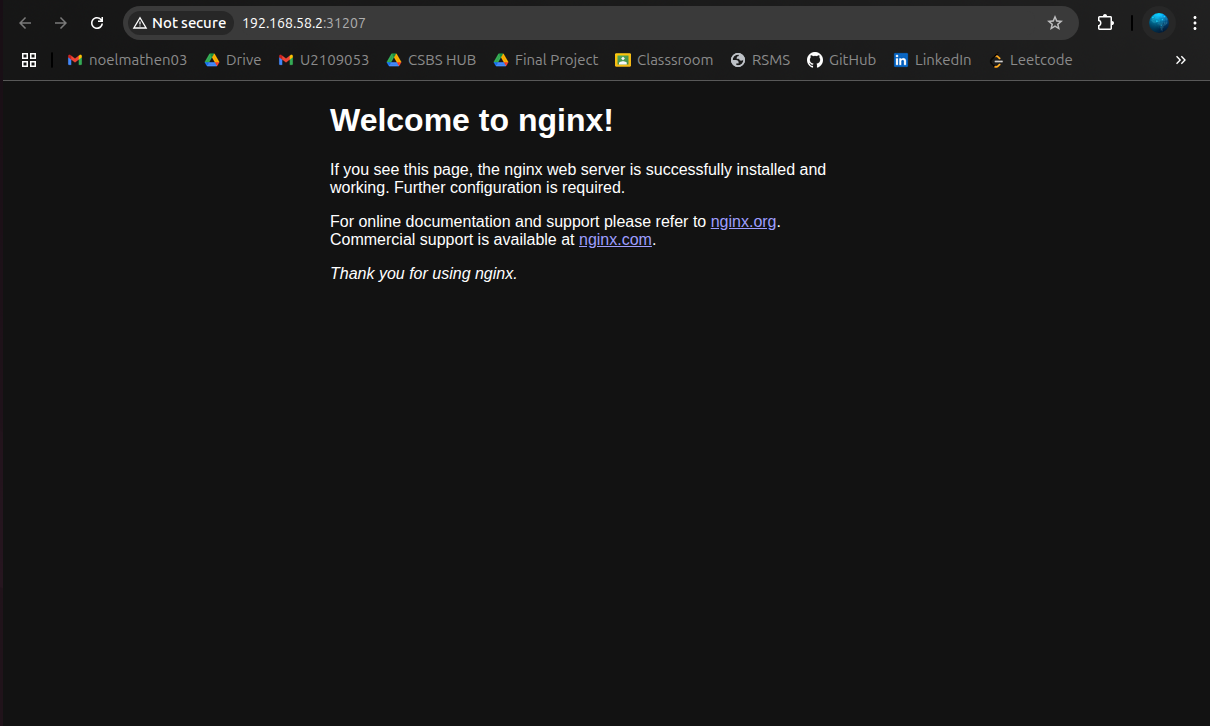 Not secure 192.168.58.2:31207
noelmathen03 Drive U2109053 CSBS HUB Final Project Classsroom RSMS GitHub LinkedIn Leetcode
Welcome to nginx!
If you see this page, the nginx web server is successfully installed and
working. Further configuration is required.
For online documentation and support please refer to nginx.org.
Commercial support is available at nginx.com.
Thank you for using nginx.